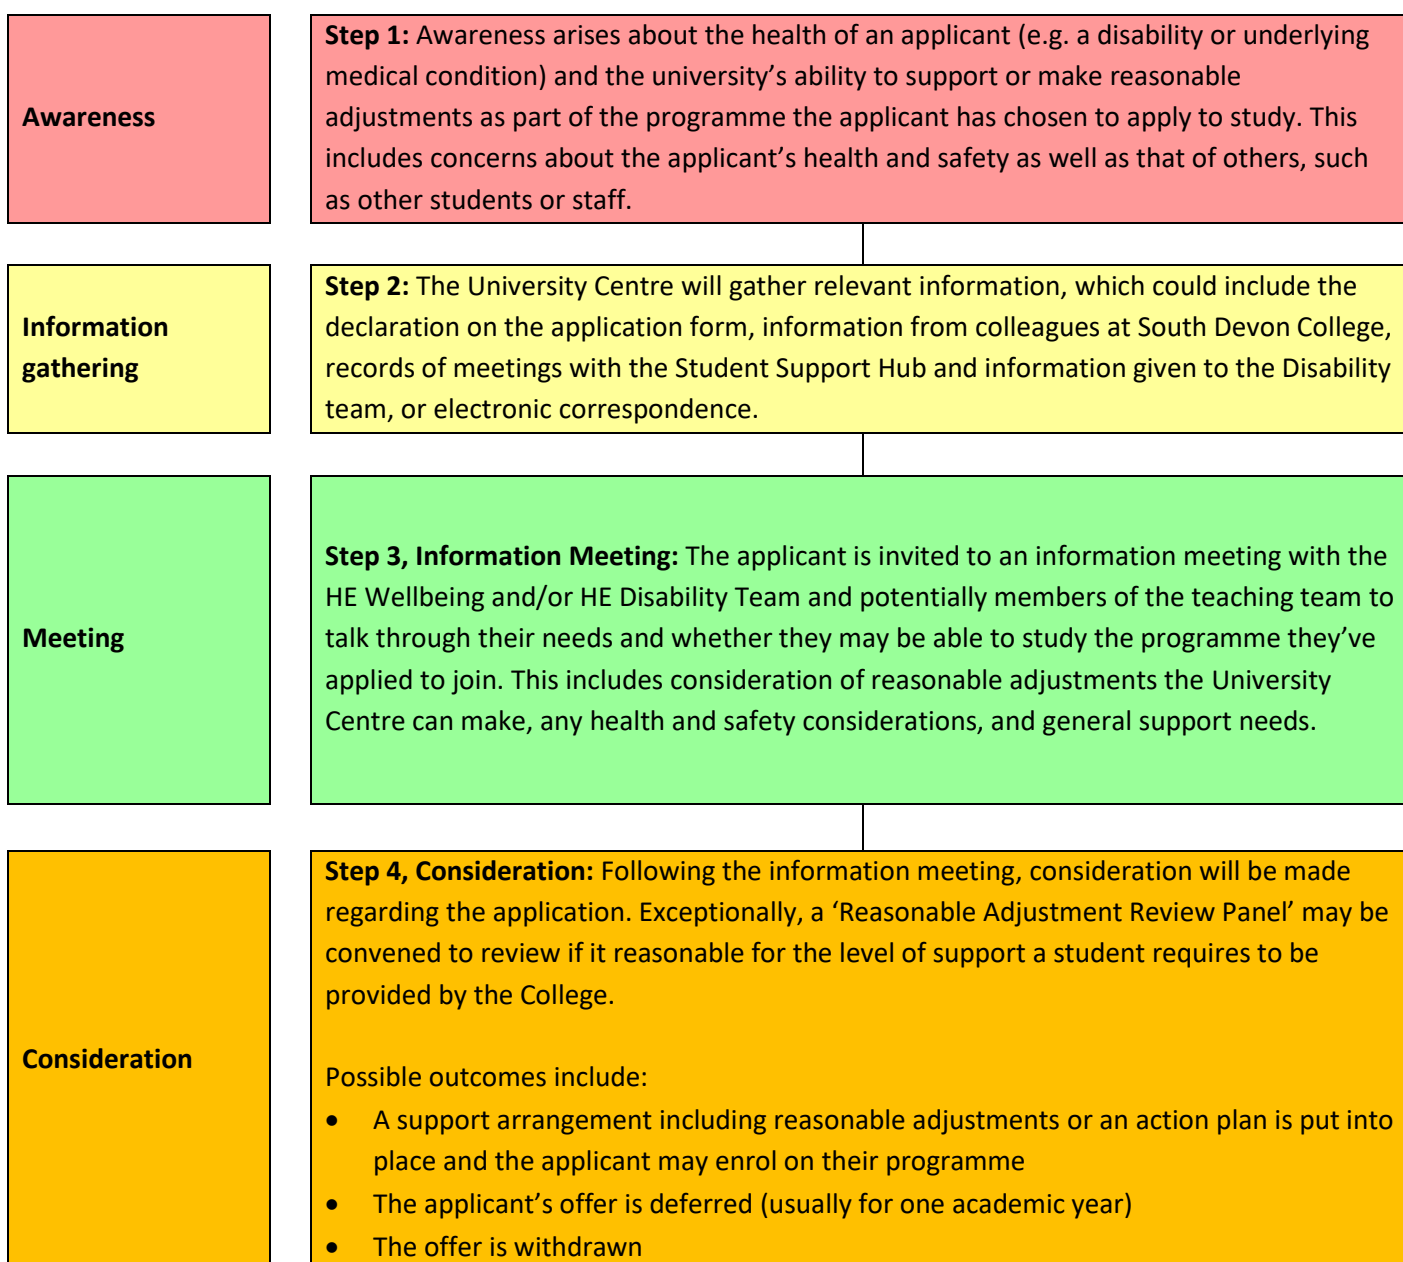 Awareness
Step 1: Awareness arises about the health of an applicant (e.g. a disability or underlying
medical condition) and the university’s ability to support or make reasonable
adjustments as part of the programme the applicant has chosen to apply to study. This
includes concerns about the applicant’s health and safety as well as that of others, such
as other students or staff.
Information
gathering
Step 2: The University Centre will gather relevant information, which could include the
declaration on the application form, information from colleagues at South Devon College,
records of meetings with the Student Support Hub and information given to the Disability
team, or electronic correspondence.
Meeting
Step 3, Information Meeting: The applicant is invited to an information meeting with the
HE Wellbeing and/or HE Disability Team and potentially members of the teaching team to
talk through their needs and whether they may be able to study the programme they’ve
applied to join. This includes consideration of reasonable adjustments the University
Centre can make, any health and safety considerations, and general support needs.
Consideration
Step 4, Consideration: Following the information meeting, consideration will be made
regarding the application. Exceptionally, a ‘Reasonable Adjustment Review Panel’ may be
convened to review if it reasonable for the level of support a student requires to be
provided by the College.
Possible outcomes include:
• A support arrangement including reasonable adjustments or an action plan is put into
place and the applicant may enrol on their programme
• The applicant’s offer is deferred (usually for one academic year)
• The offer is withdrawn